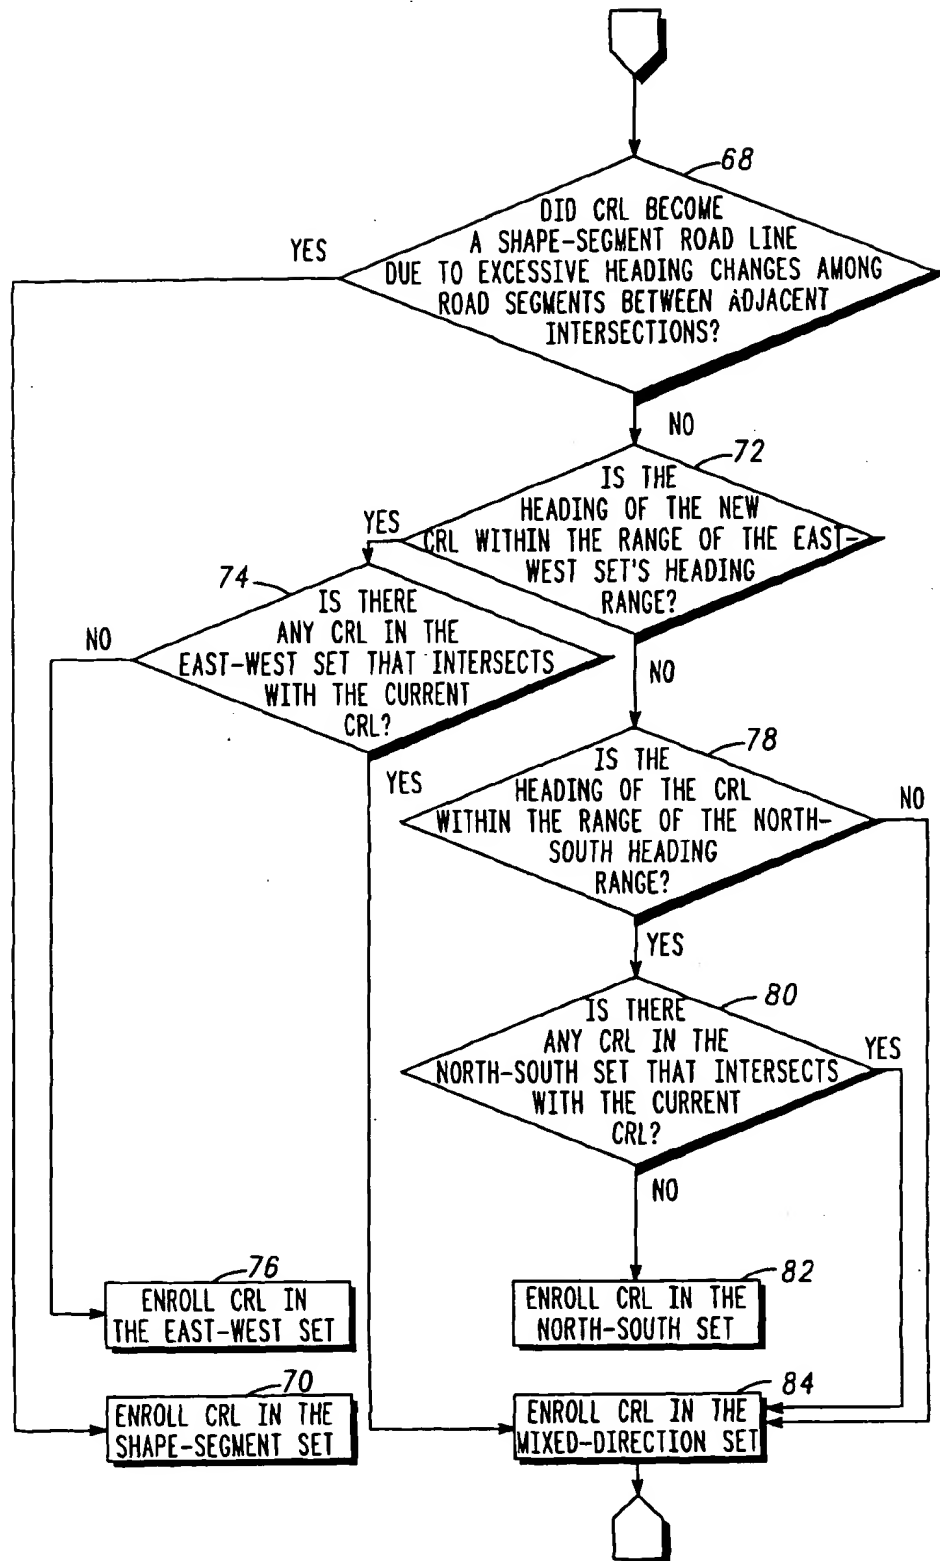 68
DID CRL BECOME
A SHAPE-SEGMENT ROAD LINE
DUE TO EXCESSIVE HEADING CHANGES AMONG
ROAD SEGMENTS BETWEEN ADJACENT
INTERSECTIONS?
YES
NO
72
IS THE
HEADING OF THE NEW
CRL WITHIN THE RANGE OF THE EAST-
WEST SET'S HEADING
RANGE?
YES
NO
74
IS THERE
ANY CRL IN THE
EAST-WEST SET THAT INTERSECTS
WITH THE CURRENT
CRL?
NO
YES
78
IS THE
HEADING OF THE CRL
WITHIN THE RANGE OF THE NORTH-
SOUTH HEADING
RANGE?
NO
YES
80
IS THERE
ANY CRL IN THE
NORTH-SOUTH SET THAT INTERSECTS
WITH THE CURRENT
CRL?
YES
NO
76
ENROLL CRL IN
THE EAST-WEST SET
82
ENROLL CRL IN THE
NORTH-SOUTH SET
70
ENROLL CRL IN THE
SHAPE-SEGMENT SET
84
ENROLL CRL IN THE
MIXED-DIRECTION SET